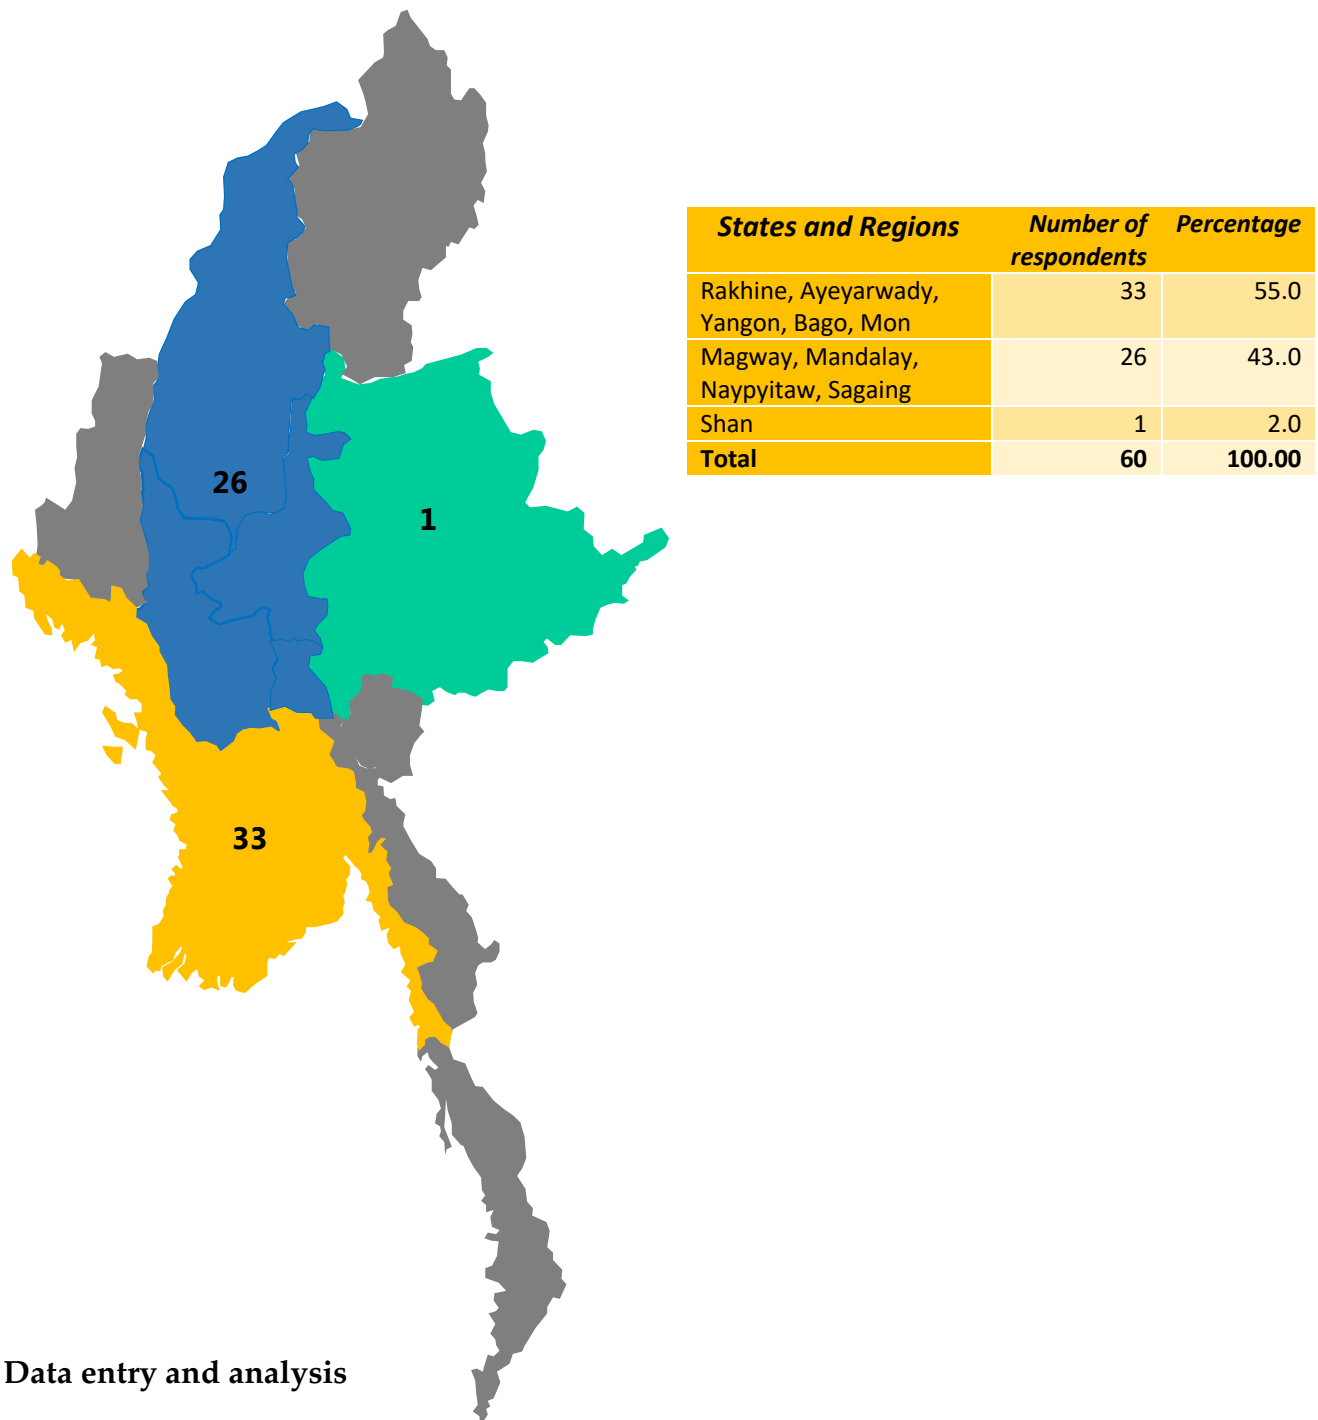 States and Regions Number of Percentage
respondents
Rakhine, Ayeyarwady, 33 55.0
Yangon, Bago, Mon
Magway, Mandalay, 26 43..0
Naypyitaw, Sagaing
Shan 1 2.0
Total 60 100.00
26
1
33
Data entry and analysis